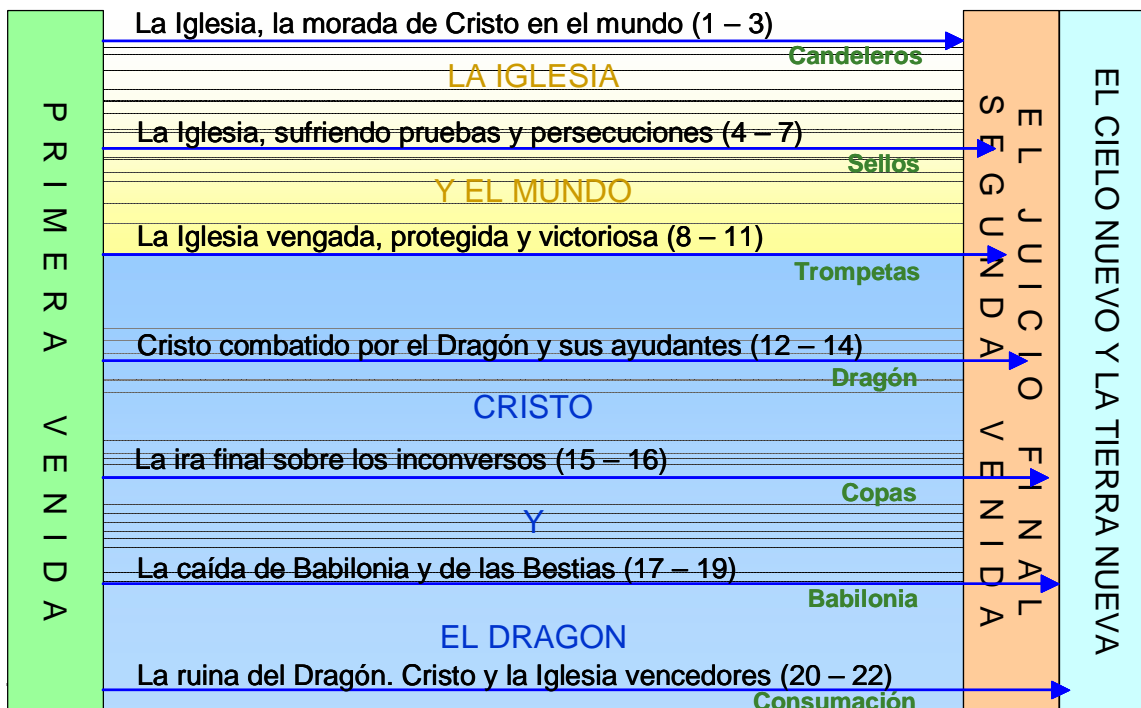 PRIMERA VENIDA
La Iglesia, la morada de Cristo en el mundo (1 – 3)
Candeleros
LA IGLESIA
La Iglesia, sufriendo pruebas y persecuciones (4 – 7)
Sellos
Y EL MUNDO
La Iglesia vengada, protegida y victoriosa (8 – 11)
Trompetas
Cristo combatido por el Dragón y sus ayudantes (12 – 14)
Dragón
CRISTO
La ira final sobre los inconversos (15 – 16)
Copas
Y
La caída de Babilonia y de las Bestias (17 – 19)
Babilonia
EL DRAGON
La ruina del Dragón. Cristo y la Iglesia vencedores (20 – 22)
Consumación
SEGUNDA VENIDA
EL JUICIO FINAL
EL CIELO NUEVO Y LA TIERRA NUEVA